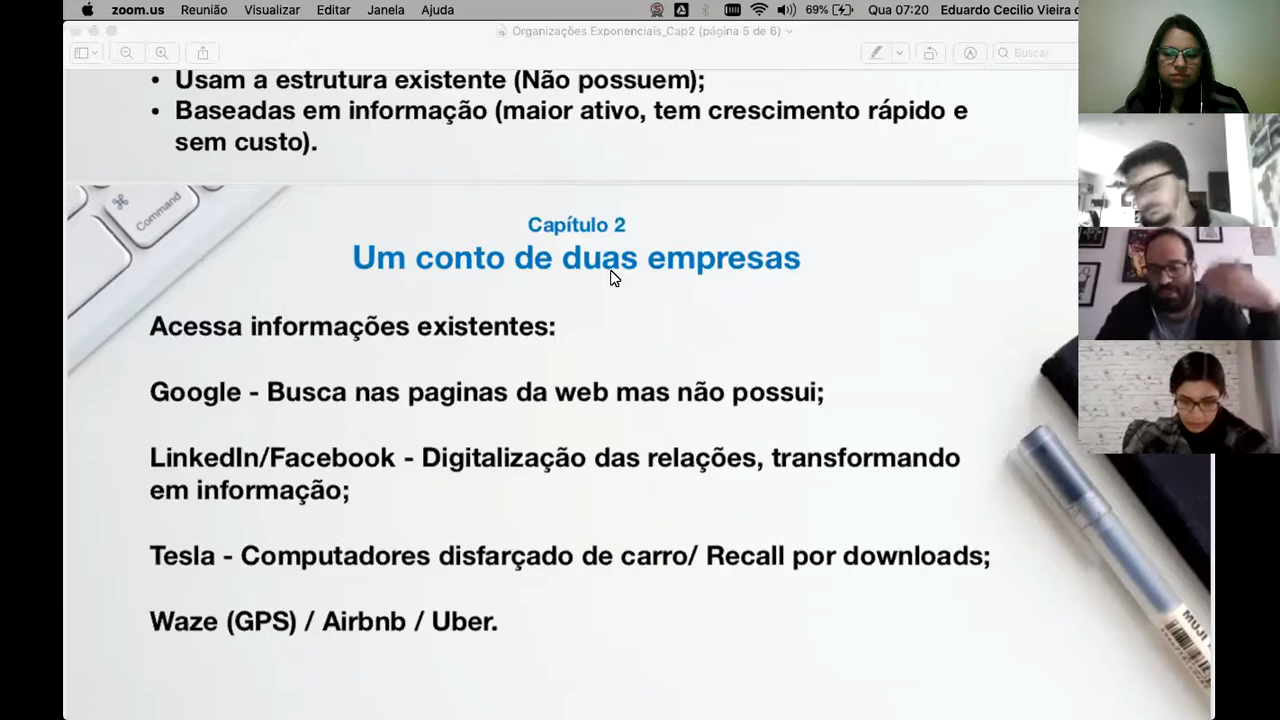 zoom.us Reunião Visualizar Editar Janela Ajuda 69% Qua 07:20 Eduardo Cecilio Vieira d
Organizações Exponenciais_Cap2 (página 5 de 6)
Buscar
• Usam a estrutura existente (Não possuem);
• Baseadas em informação (maior ativo, tem crescimento rápido e
sem custo).
⌘
Command
Capítulo 2
Um conto de duas empresas
Acessa informações existentes:
Google - Busca nas paginas da web mas não possui;
LinkedIn/Facebook - Digitalização das relações, transformando
em informação;
Tesla - Computadores disfarçado de carro/ Recall por downloads;
Waze (GPS) / Airbnb / Uber.
MUJI